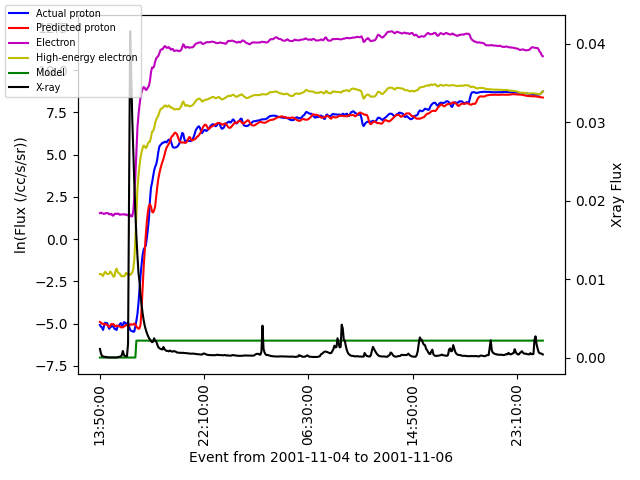 Actual proton
Predicted proton
Electron
High-energy electron
Model
X-ray
7.5
5.0
2.5
0.0
−2.5
−5.0
−7.5
ln(Flux (/cc/s/sr))
0.04
0.03
0.02
0.01
0.00
Xray Flux
13:50:00
22:10:00
06:30:00
14:50:00
23:10:00
Event from 2001-11-04 to 2001-11-06